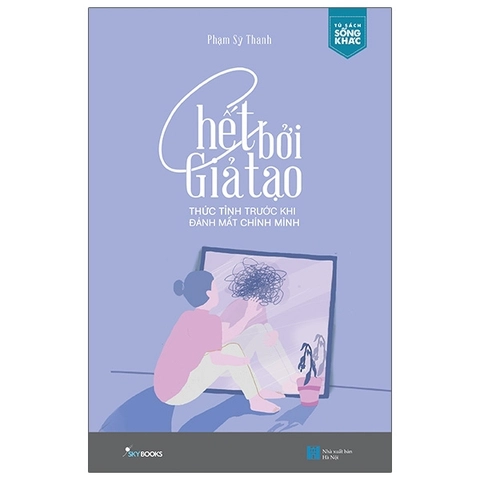 Phạm Sỹ Thanh
TỦ SÁCH
SỐNG
KHÁC
Chết bởi
Giả tạo
THỨC TỈNH TRƯỚC KHI
ĐÁNH MẤT CHÍNH MÌNH
SKYBOOKS
Nhà xuất bản
Hà Nội